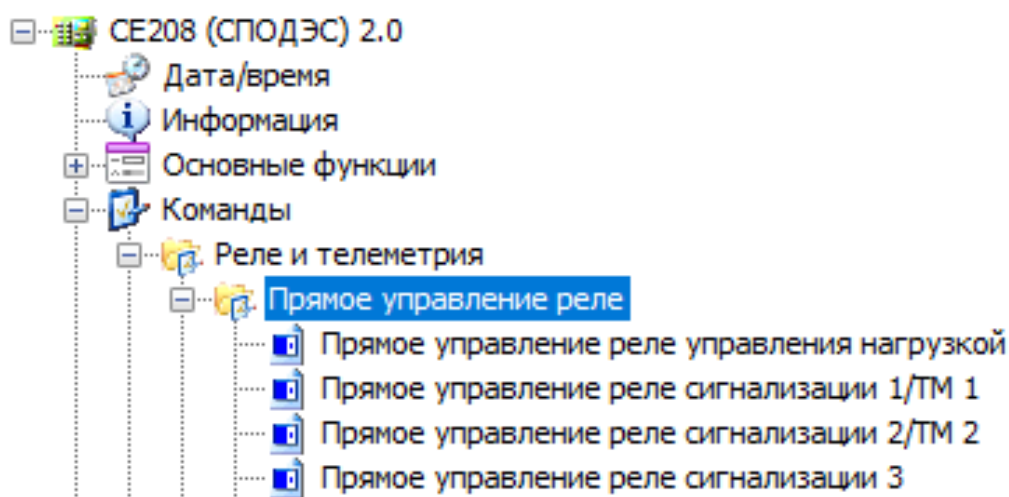 CE208 (СПОДЭС) 2.0
Дата/время
Информация
Основные функции
Команды
Реле и телеметрия
Прямое управление реле
Прямое управление реле управления нагрузкой
Прямое управление реле сигнализации 1/ТМ 1
Прямое управление реле сигнализации 2/ТМ 2
Прямое управление реле сигнализации 3